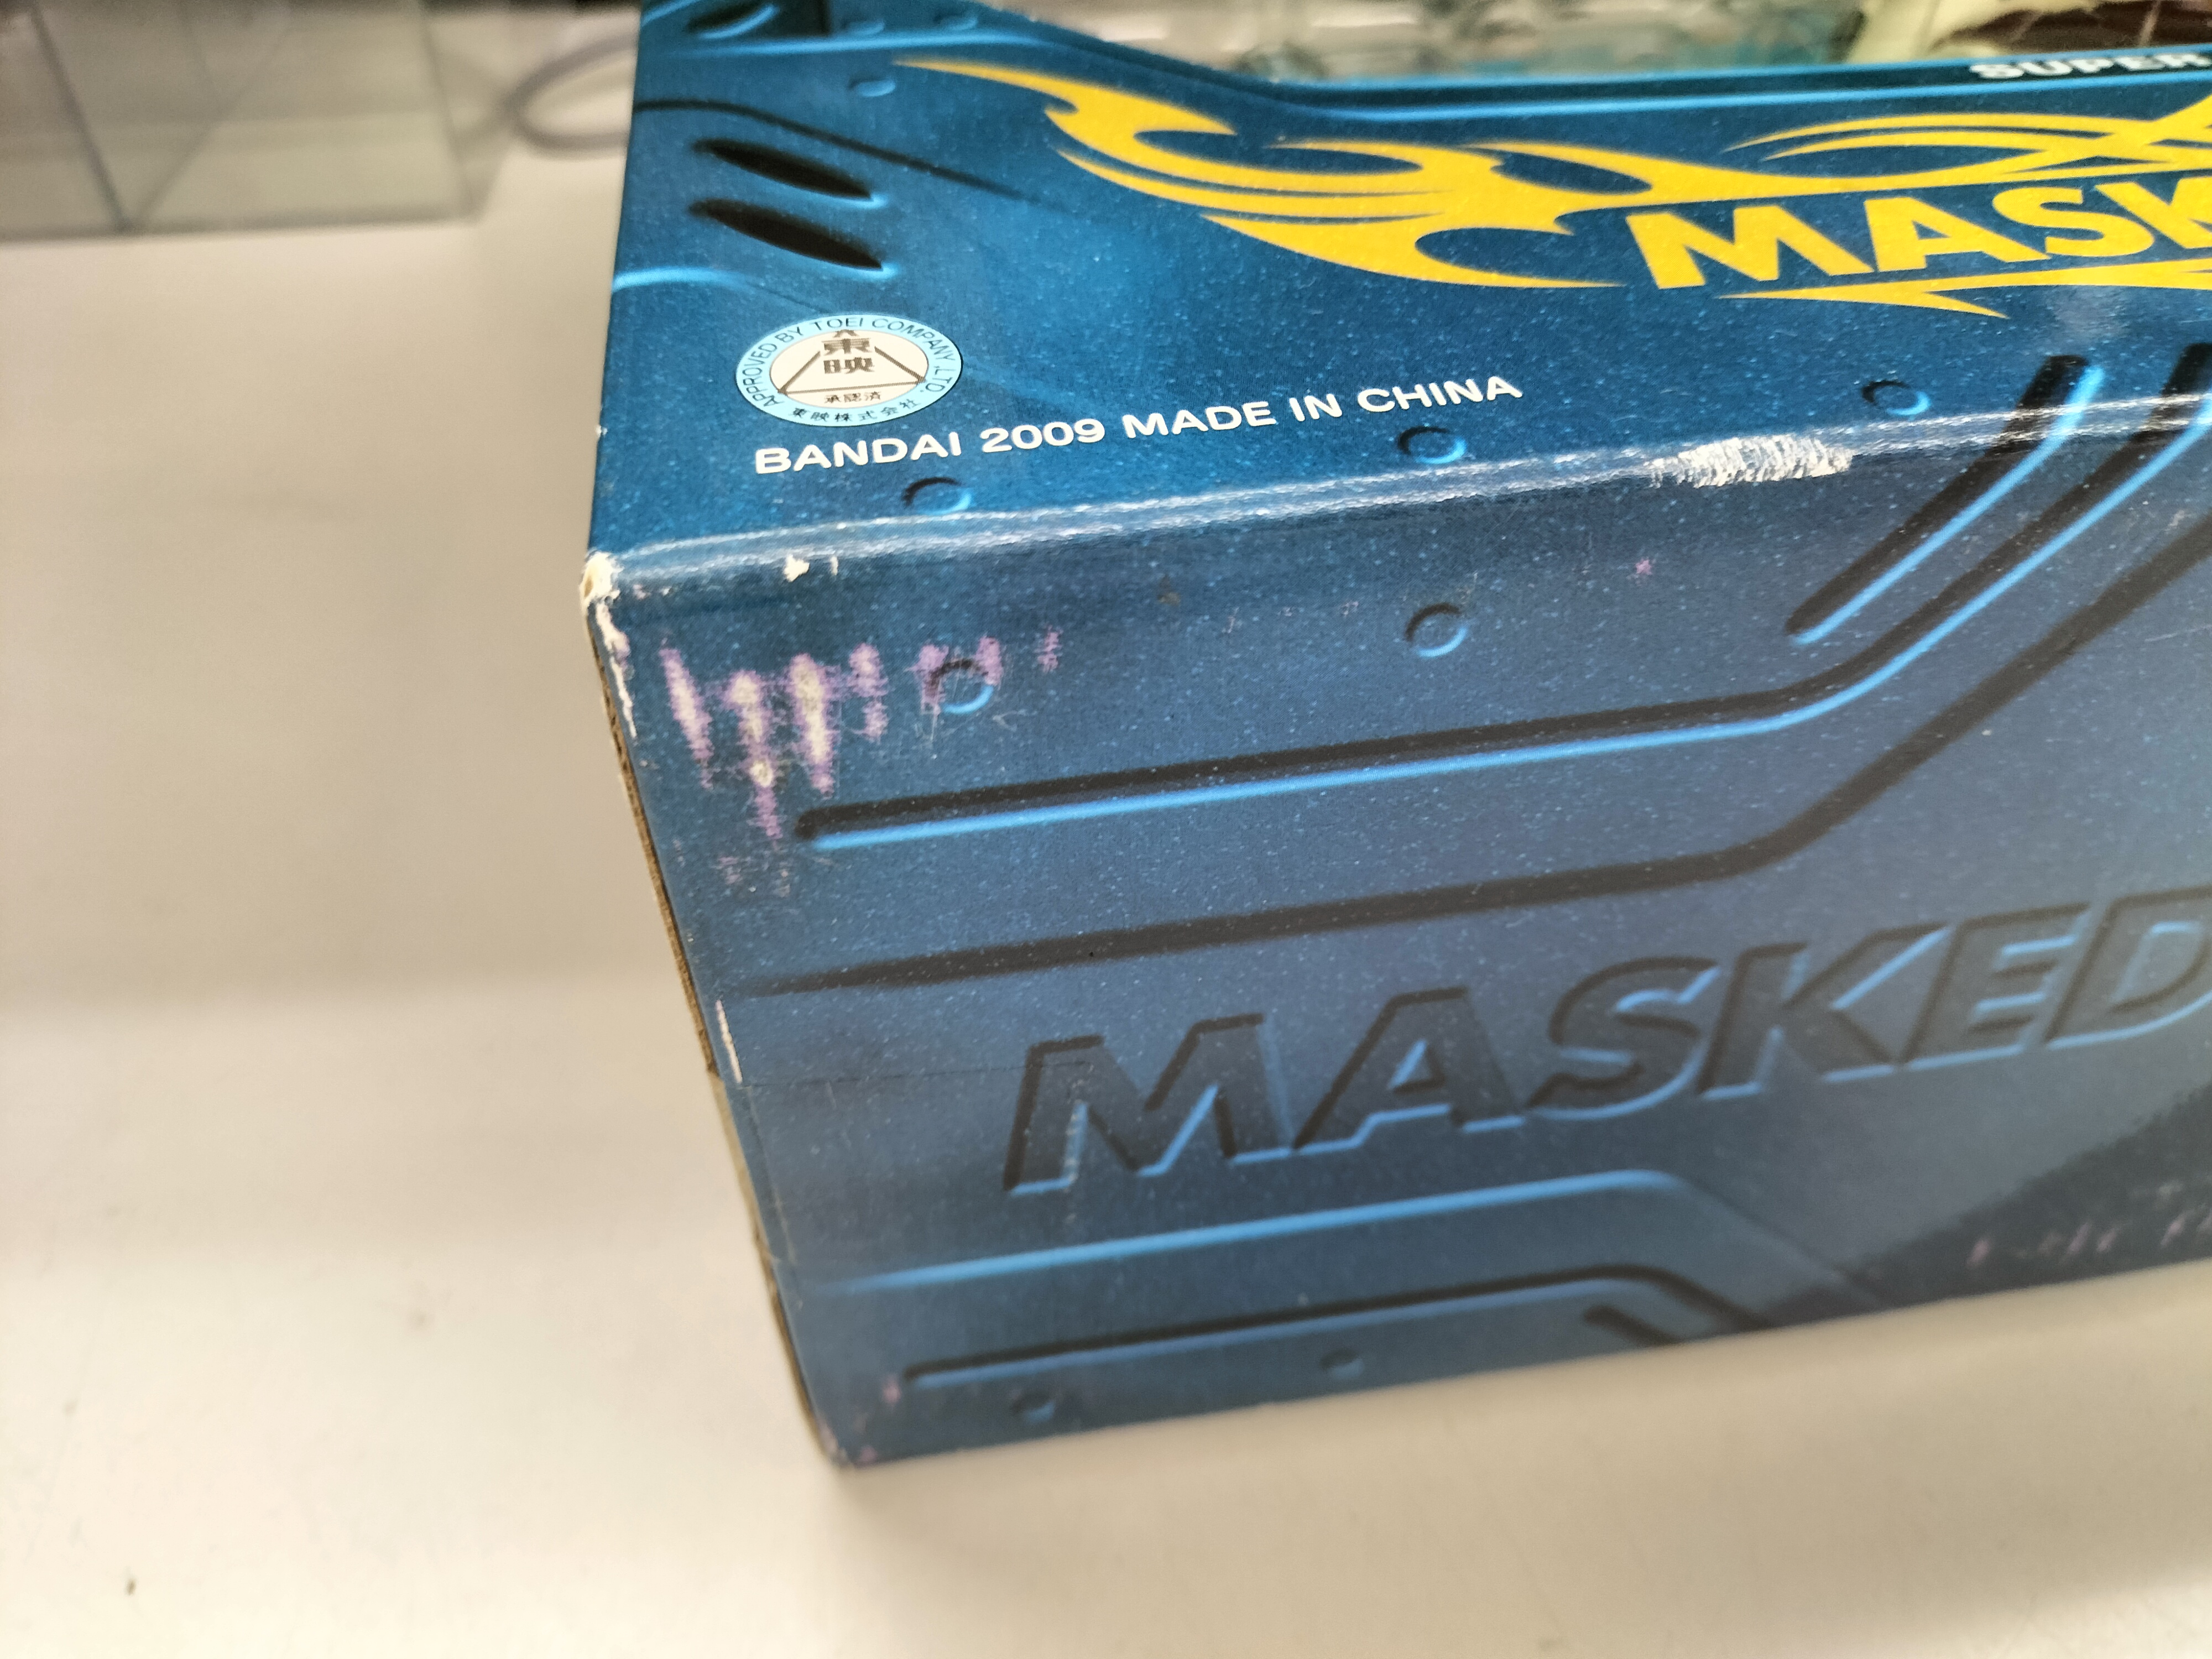 SUPER
MASK
APPROVED BY TOEI COMPANY, LTD.
東映
承認済
東映株式会社
BANDAI 2009 MADE IN CHINA
MASKED